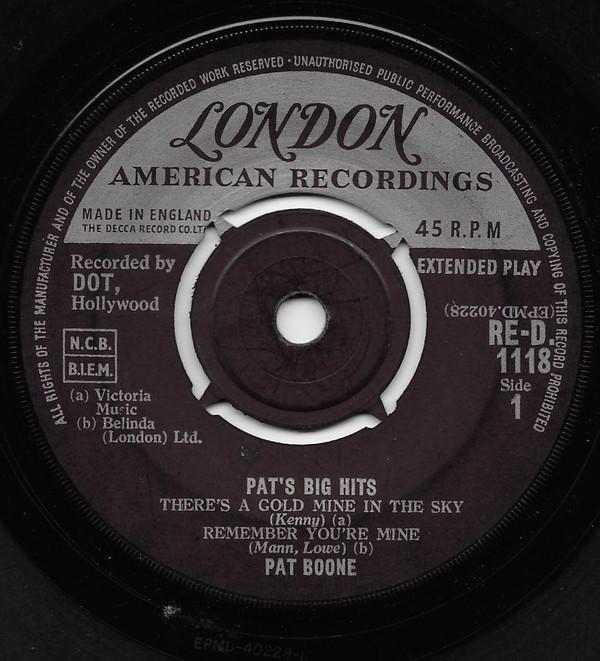 ALL RIGHTS OF THE MANUFACTURER AND OF THE OWNER OF THE RECORDED WORK RESERVED · UNAUTHORISED PUBLIC PERFORMANCE BROADCASTING AND COPYING OF THIS RECORD PROHIBITED
LONDON
AMERICAN RECORDINGS
MADE IN ENGLAND
THE DECCA RECORD CO. LTD
45 R.P.M
Recorded by
DOT,
Hollywood
EXTENDED PLAY
(EPMD.40228)
RE-D.
1118
Side
1
N.C.B.
B.I.E.M.
(a) Victoria
Music
(b) Belinda
(London) Ltd.
PAT'S BIG HITS
THERE'S A GOLD MINE IN THE SKY
(Kenny) (a)
REMEMBER YOU'RE MINE
(Mann, Lowe) (b)
PAT BOONE
EPMD-40228-